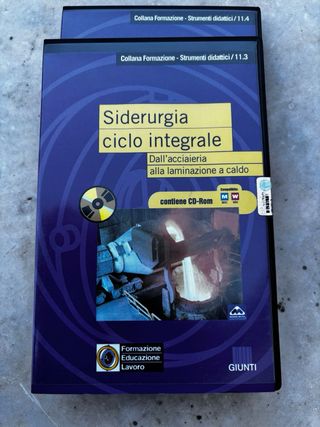 Collana Formazione - Strumenti didattici / 11.4
Collana Formazione - Strumenti didattici / 11.3
Siderurgia
ciclo integrale
Dall'acciaieria
alla laminazione a caldo
Compatibile
M W
contiene CD-Rom
Formazione
Educazione
Lavoro
GIUNTI